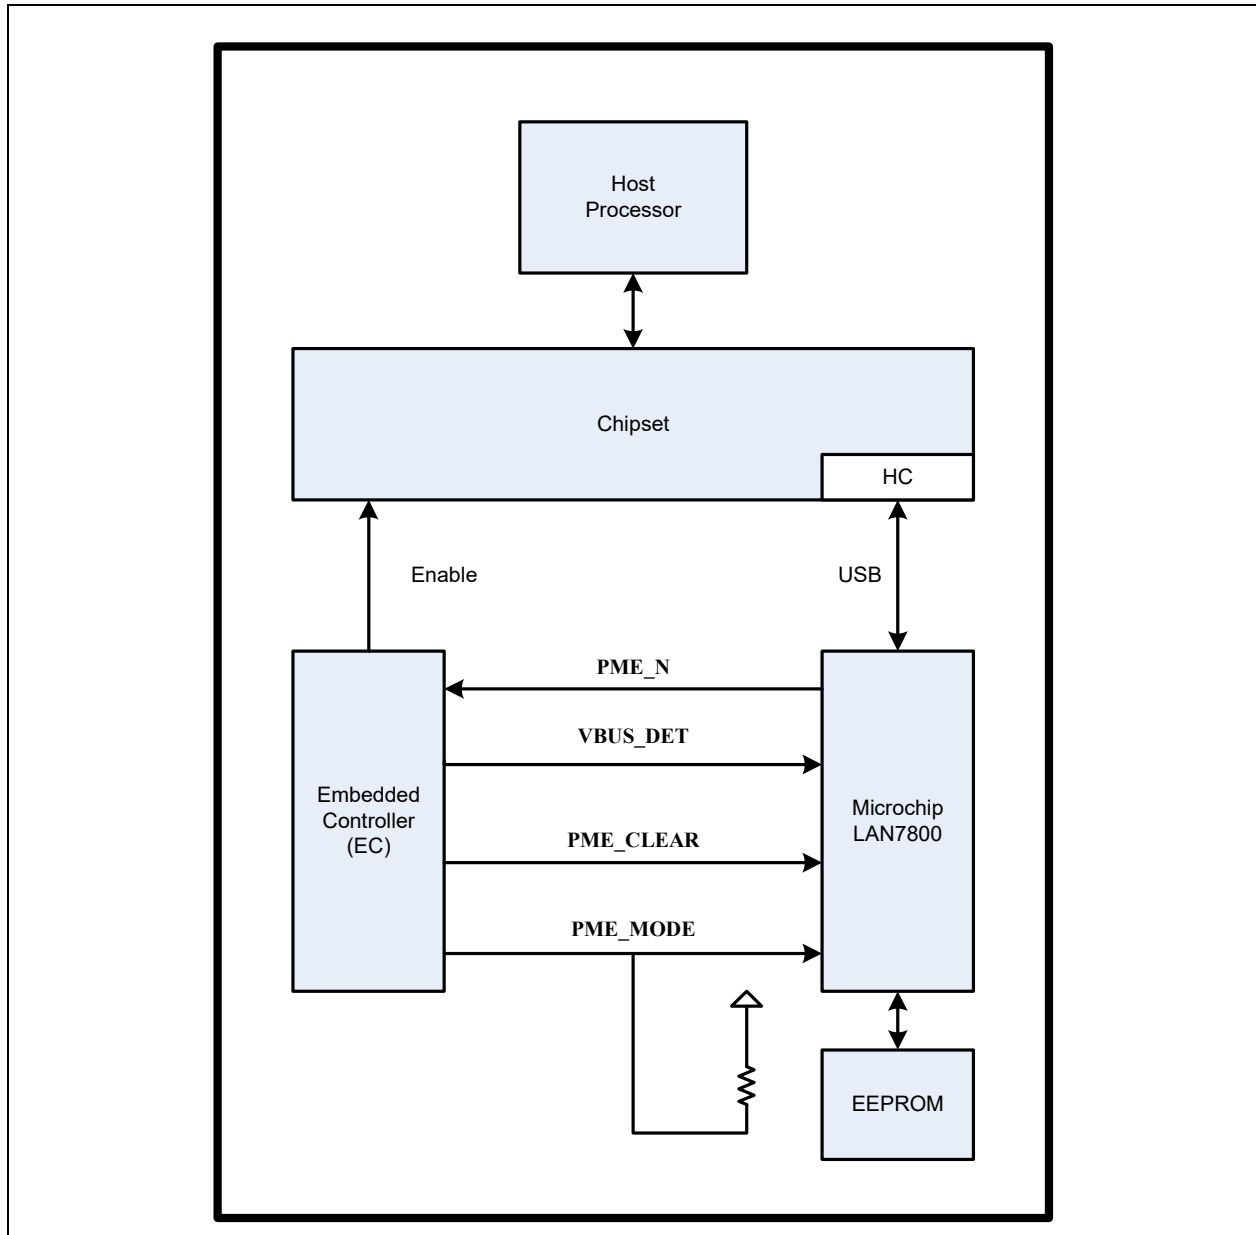 Host
Processor
Chipset
HC
Enable
USB
PME_N
VBUS_DET
Embedded
Controller
(EC)
Microchip
LAN7800
PME_CLEAR
PME_MODE
EEPROM